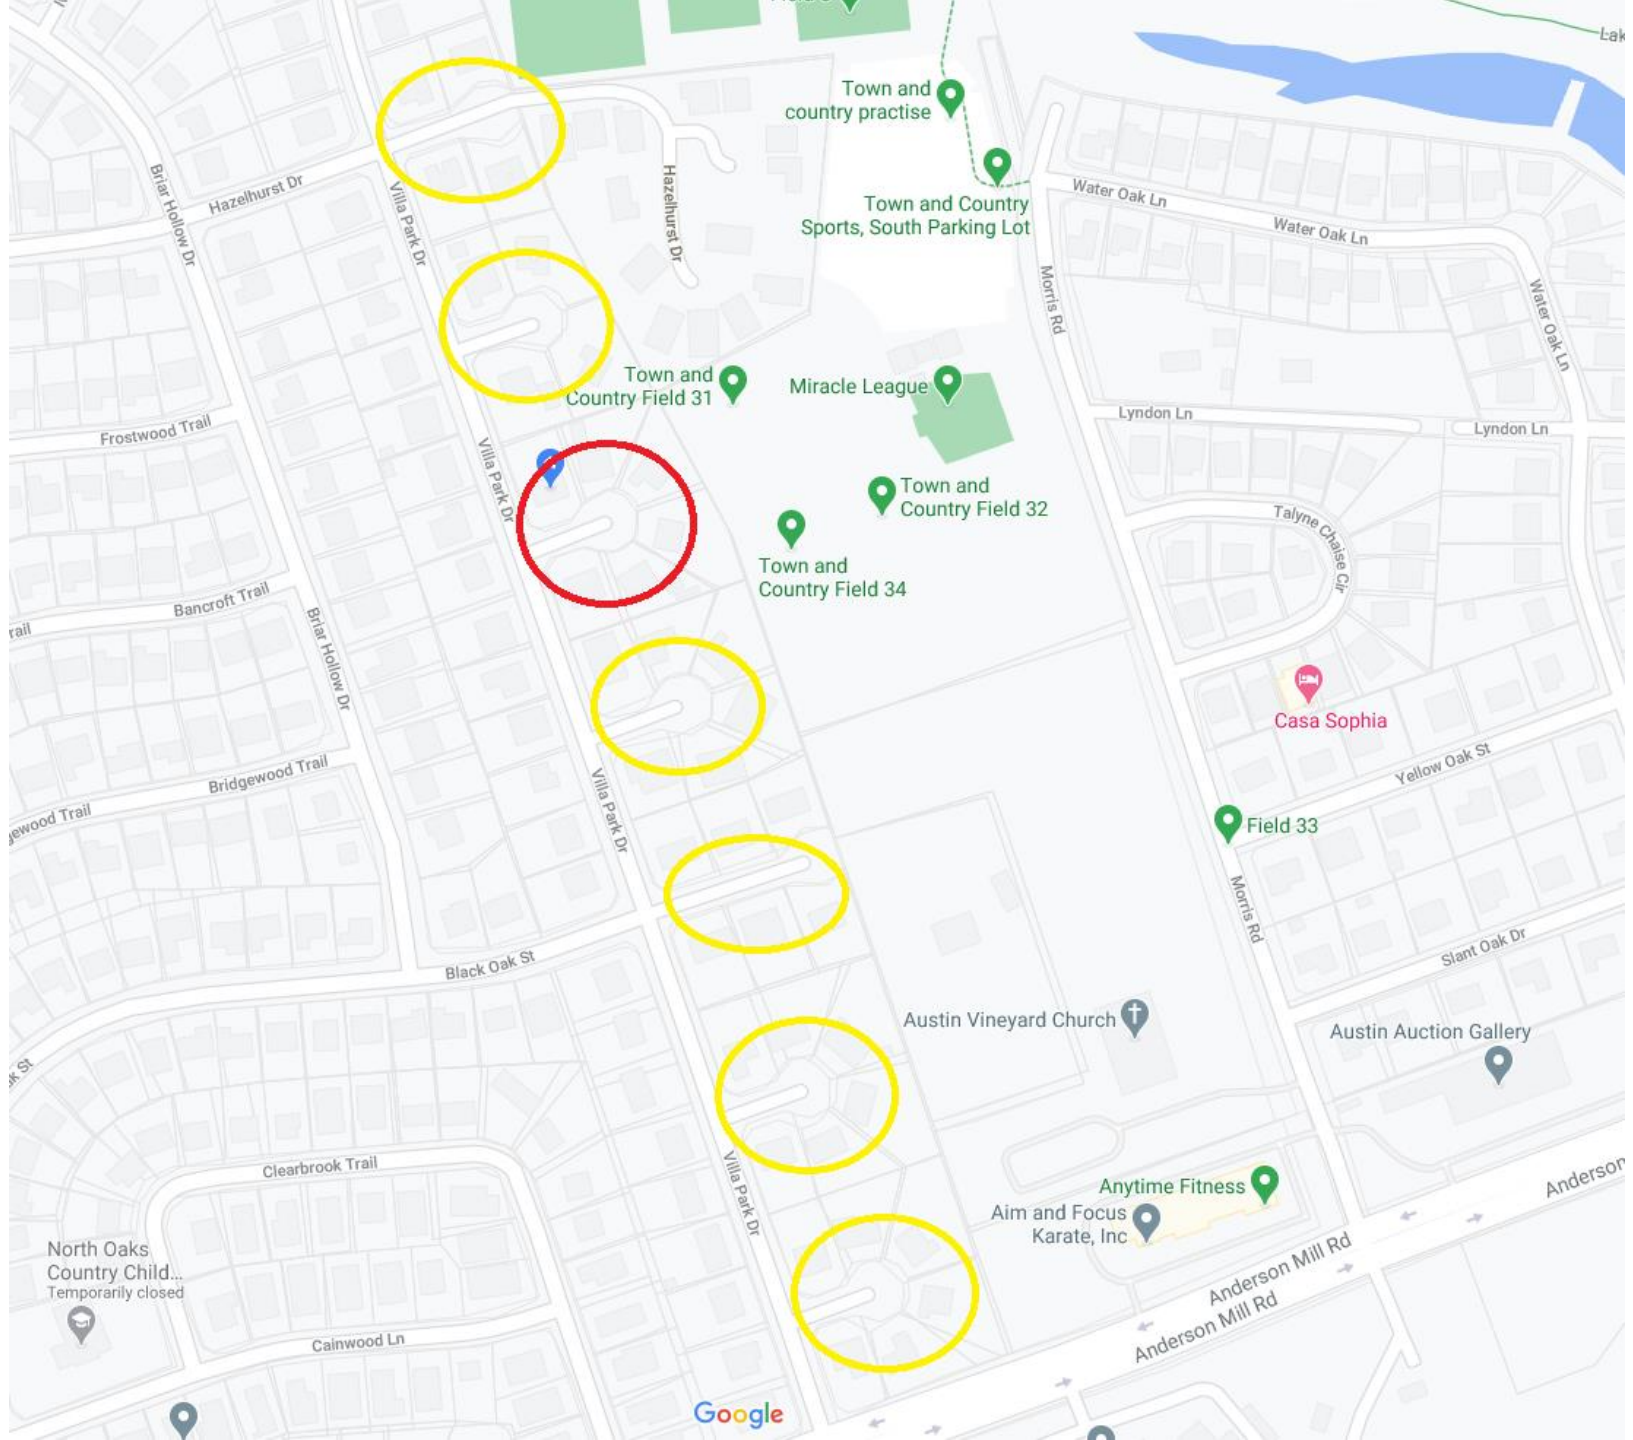 Lak
Town and
country practise
Hazelhurst Dr
Briar Hollow Dr
Villa Park Dr
Hazelhurst Dr
Town and Country
Sports, South Parking Lot
Water Oak Ln
Water Oak Ln
Morris Rd
Water Oak Ln
Town and
Country Field 31
Miracle League
Lyndon Ln
Lyndon Ln
Frostwood Trail
Villa Park Dr
Town and
Country Field 32
Talyne Chaise Cir
Town and
Country Field 34
Bancroft Trail
rail
Briar Hollow Dr
Casa Sophia
Bridgewood Trail
Villa Park Dr
Yellow Oak St
gewood Trail
Field 33
Morris Rd
Black Oak St
Slant Oak Dr
Austin Vineyard Church
Austin Auction Gallery
k St
Clearbrook Trail
Villa Park Dr
Anytime Fitness
Anderson
Aim and Focus
Karate, Inc
North Oaks
Country Child...
Temporarily closed
Anderson Mill Rd
Anderson Mill Rd
Cainwood Ln
Google